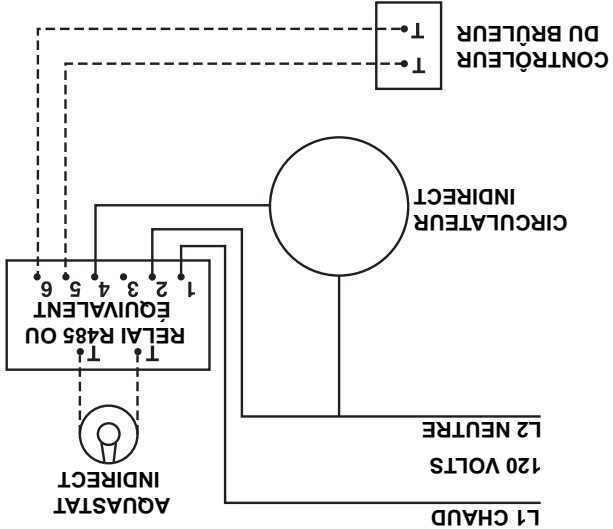 L1 CHAUD
120 VOLTS
L2 NEUTRE
AQUASTAT
INDIRECT
T T
RELAI R485 OU
ÉQUIVALENT
1 2 3 4 5 6
CIRCULATEUR
INDIRECT
CONTRÔLEUR
DU BRÛLEUR
T
T